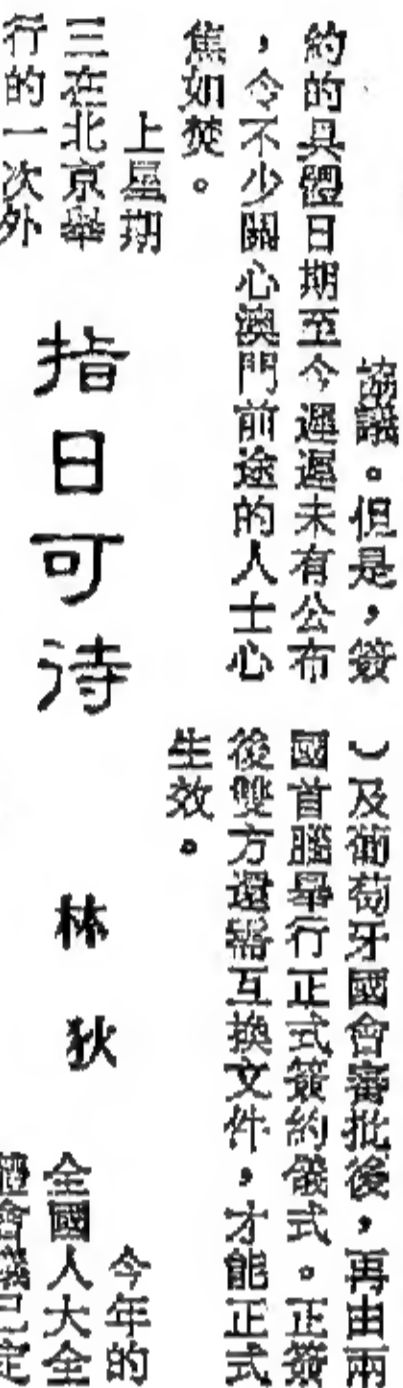 協議。但是，簽
約的具體日期至今遲遲未有公布
，令不少關心澳門前途的人士心
焦如焚。
上星期
三在北京舉
行的一次外
指日可待
林狄
）及葡萄牙國會審批後，再由兩
國首腦舉行正式簽約儀式。正簽
後雙方還需互換文件，才能正式
生效。
今年的
全國人大全
體會議已定